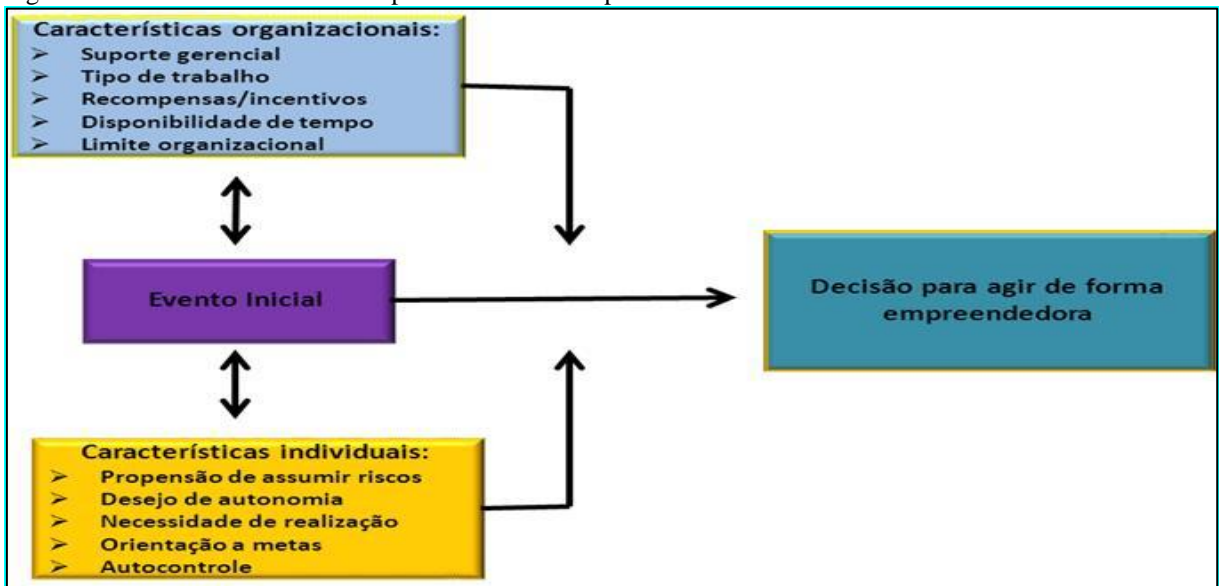 Características organizacionais:
➢ Suporte gerencial
➢ Tipo de trabalho
➢ Recompensas/incentivos
➢ Disponibilidade de tempo
➢ Limite organizacional
Evento Inicial
Decisão para agir de forma
empreendedora
Características individuais:
➢ Propensão de assumir riscos
➢ Desejo de autonomia
➢ Necessidade de realização
➢ Orientação a metas
➢ Autocontrole